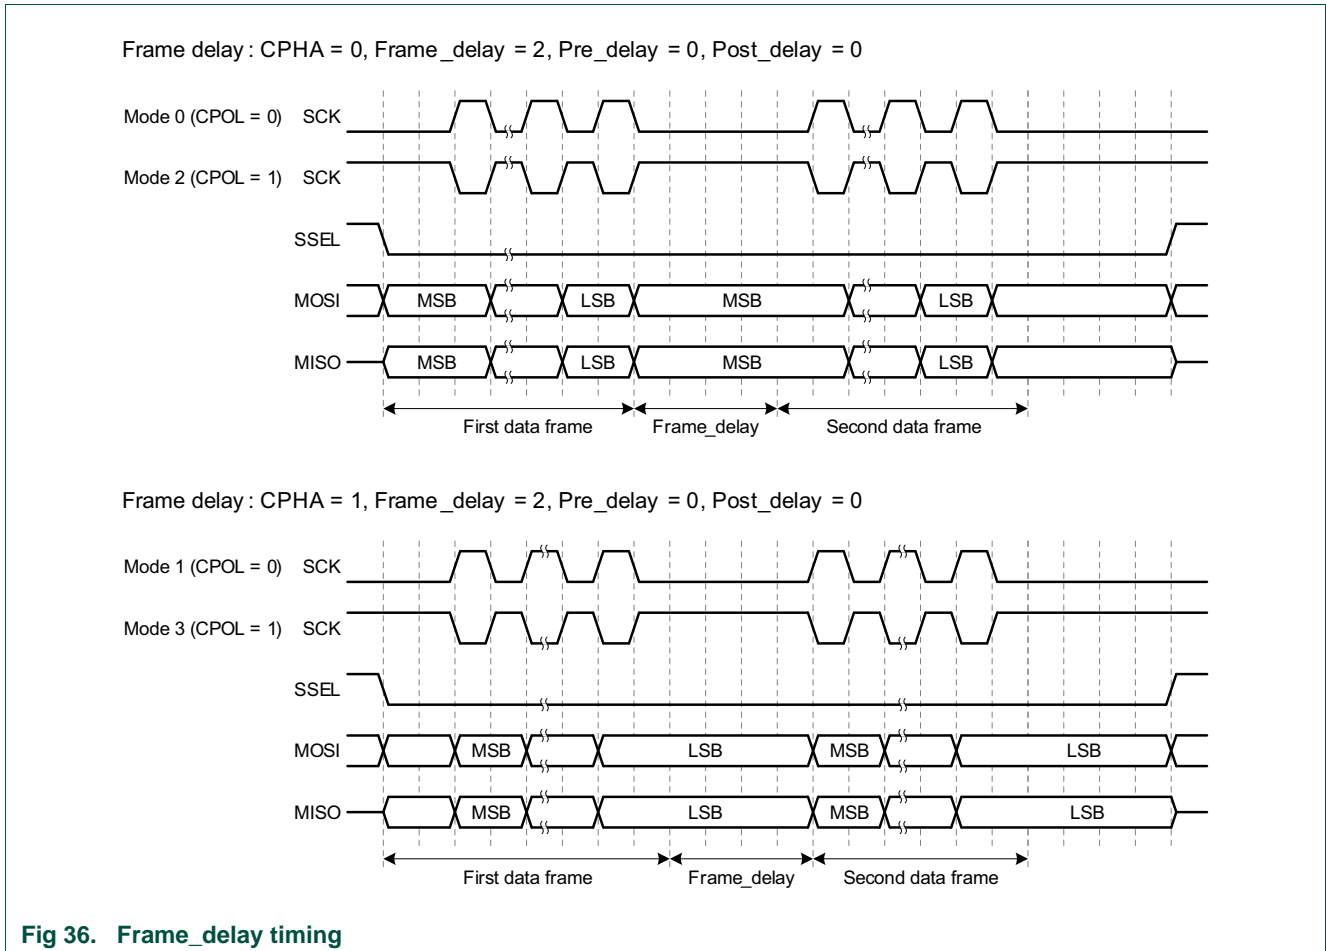 Frame delay : CPHA = 0, Frame_delay = 2, Pre_delay = 0, Post_delay = 0
Mode 0 (CPOL = 0) SCK
Mode 2 (CPOL = 1) SCK
SSEL
MOSI MSB LSB MSB LSB
MISO MSB LSB MSB LSB
First data frame Frame_delay Second data frame
Frame delay : CPHA = 1, Frame_delay = 2, Pre_delay = 0, Post_delay = 0
Mode 1 (CPOL = 0) SCK
Mode 3 (CPOL = 1) SCK
SSEL
MOSI MSB LSB MSB LSB
MISO MSB LSB MSB LSB
First data frame Frame_delay Second data frame
Fig 36. Frame_delay timing